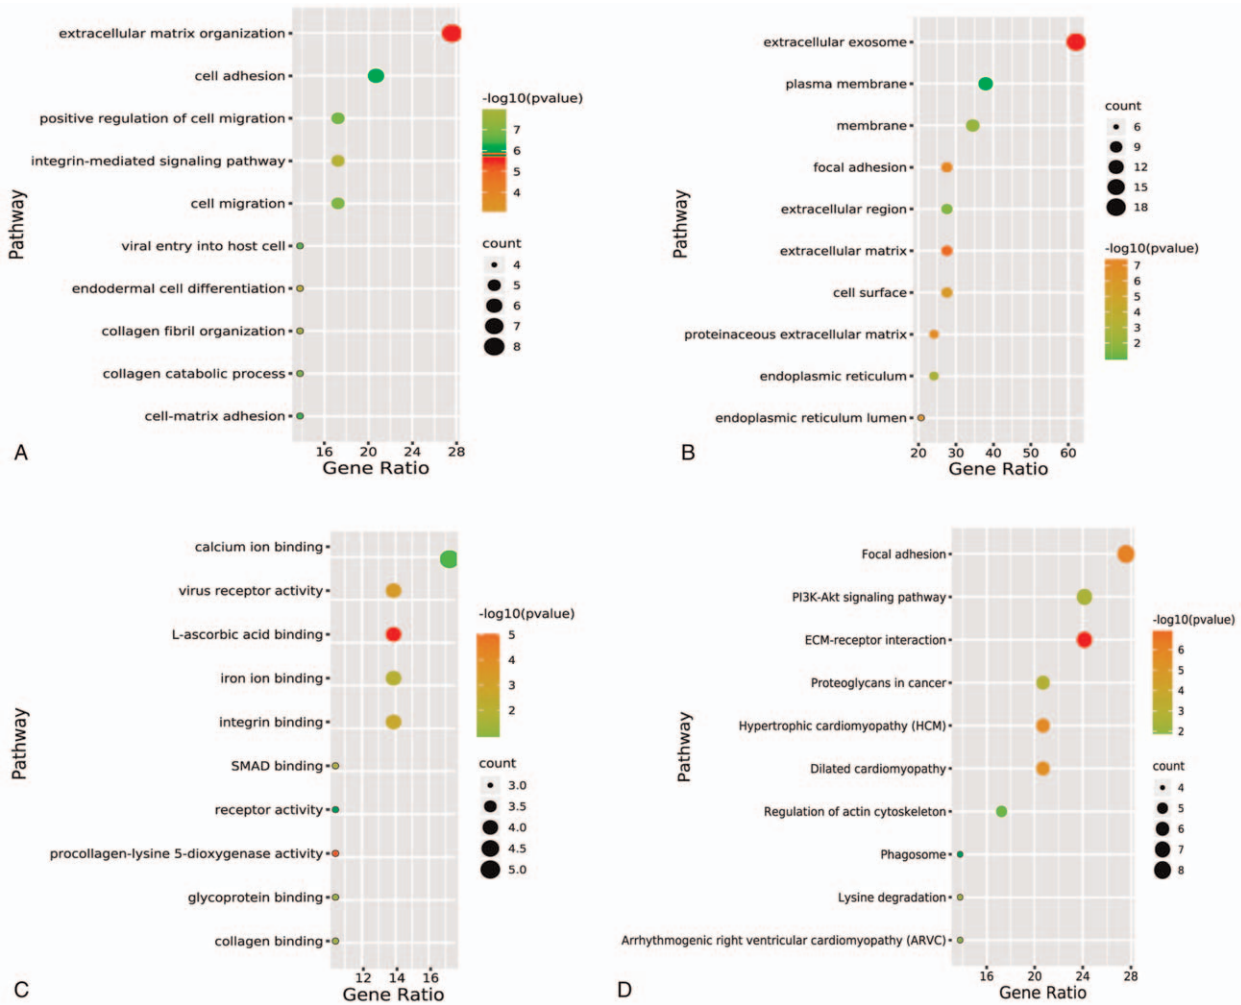 extracellular matrix organization
cell adhesion
positive regulation of cell migration
integrin-mediated signaling pathway
cell migration
viral entry into host cell
endodermal cell differentiation
collagen fibril organization
collagen catabolic process
cell-matrix adhesion
Pathway
16 20 24 28
Gene Ratio
-log10(pvalue)
7
6
5
4
count
4
5
6
7
8
A
extracellular exosome
plasma membrane
membrane
focal adhesion
extracellular region
extracellular matrix
cell surface
proteinaceous extracellular matrix
endoplasmic reticulum
endoplasmic reticulum lumen
Pathway
20 30 40 50 60
Gene Ratio
count
6
9
12
15
18
-log10(pvalue)
7
6
5
4
3
2
B
calcium ion binding
virus receptor activity
L-ascorbic acid binding
iron ion binding
integrin binding
SMAD binding
receptor activity
procollagen-lysine 5-dioxygenase activity
glycoprotein binding
collagen binding
Pathway
12 14 16
Gene Ratio
-log10(pvalue)
5
4
3
2
count
3.0
3.5
4.0
4.5
5.0
C
Focal adhesion
PI3K-Akt signaling pathway
ECM-receptor interaction
Proteoglycans in cancer
Hypertrophic cardiomyopathy (HCM)
Dilated cardiomyopathy
Regulation of actin cytoskeleton
Phagosome
Lysine degradation
Arrhythmogenic right ventricular cardiomyopathy (ARVC)
Pathway
16 20 24 28
Gene Ratio
-log10(pvalue)
6
5
4
3
2
count
4
5
6
7
8
D